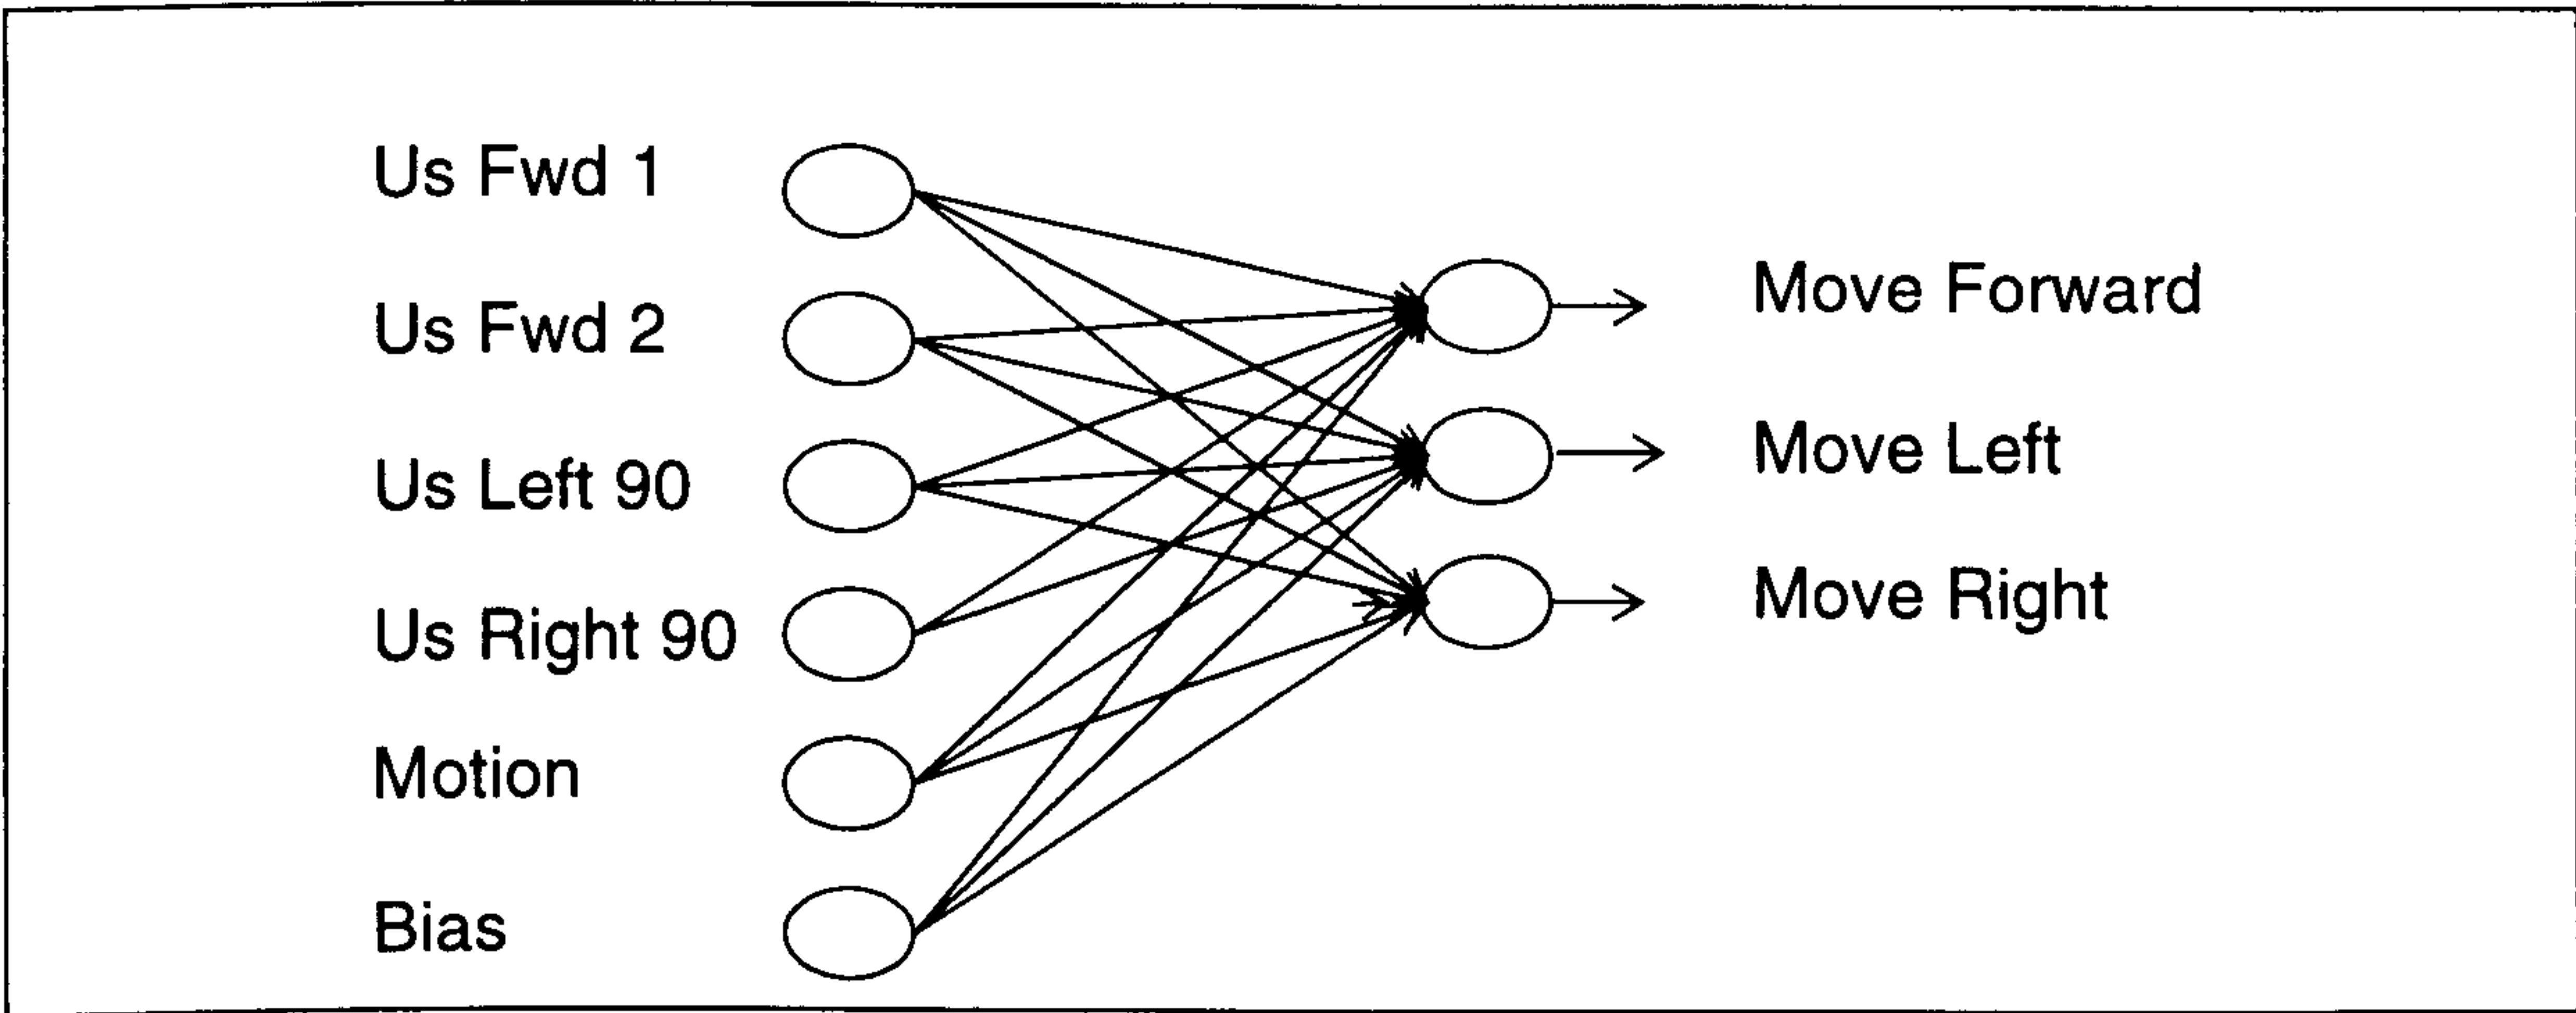 Us Fwd 1
Us Fwd 2
Us Left 90
Us Right 90
Motion
Bias
Move Forward
Move Left
Move Right